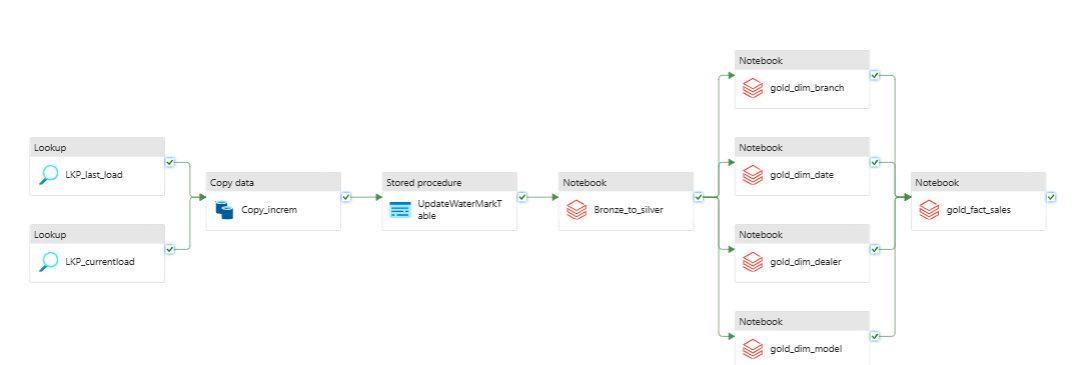 Lookup
LKP_last_load
Lookup
LKP_currentload
Copy data
Copy_increm
Stored procedure
UpdateWaterMarkT
able
Notebook
Bronze_to_silver
Notebook
gold_dim_branch
Notebook
gold_dim_date
Notebook
gold_dim_dealer
Notebook
gold_dim_model
Notebook
gold_fact_sales